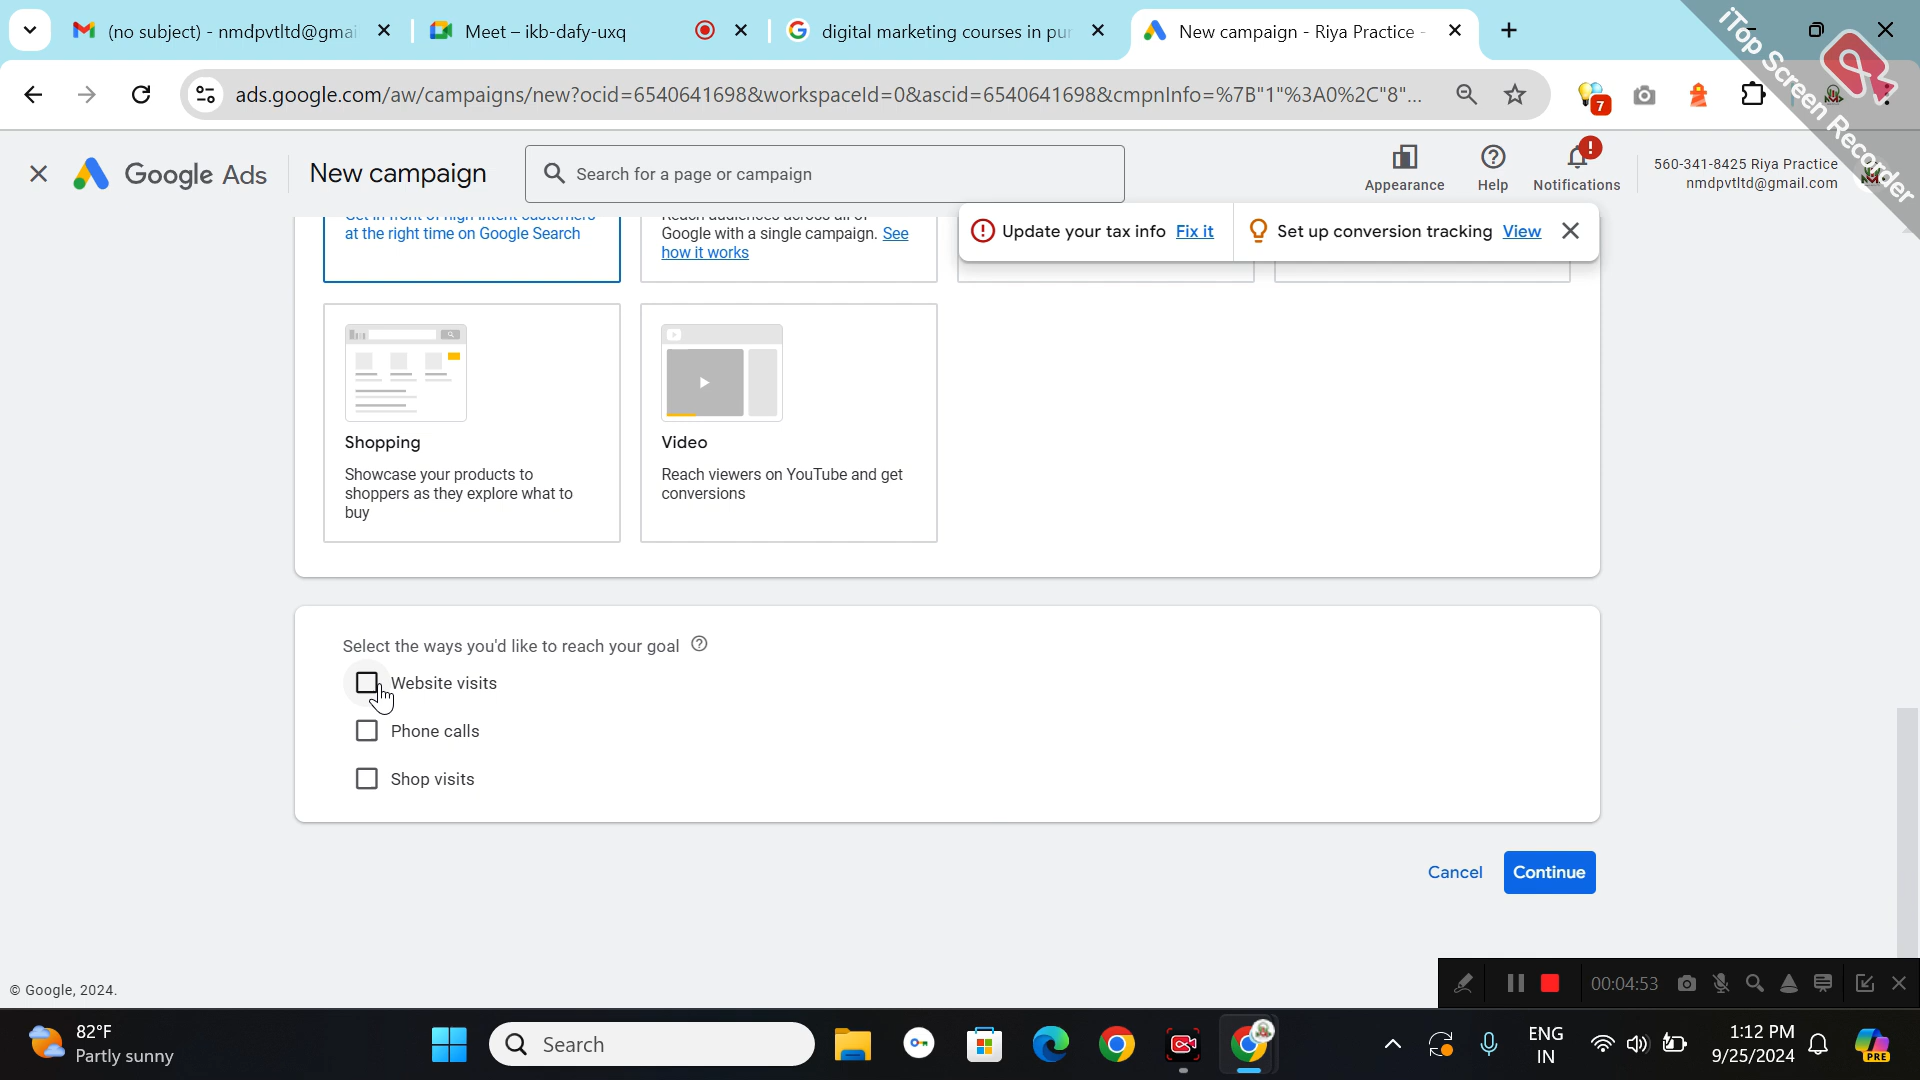 (no subject) - nmdpvtltd@gmai
Meet – ikb-dafy-uxq
digital marketing courses in pun
New campaign - Riya Practice -
iTop Screen Recorder
ads.google.com/aw/campaigns/new?ocid=6540641698&workspaceId=0&ascid=6540641698&cmpnInfo=%7B"1"%3A0%2C"8"...
7
Google Ads
New campaign
Search for a page or campaign
Appearance
Help
Notifications
560-341-8425 Riya Practice
nmdpvtltd@gmail.com
Update your tax info Fix it
Set up conversion tracking View
at the right time on Google Search
Google with a single campaign. See
how it works
Shopping
Showcase your products to
shoppers as they explore what to
buy
Video
Reach viewers on YouTube and get
conversions
Select the ways you'd like to reach your goal
Website visits
Phone calls
Shop visits
Cancel
Continue
© Google, 2024.
00:04:53
82°F
Partly sunny
Search
ENG
IN
1:12 PM
9/25/2024
PRE